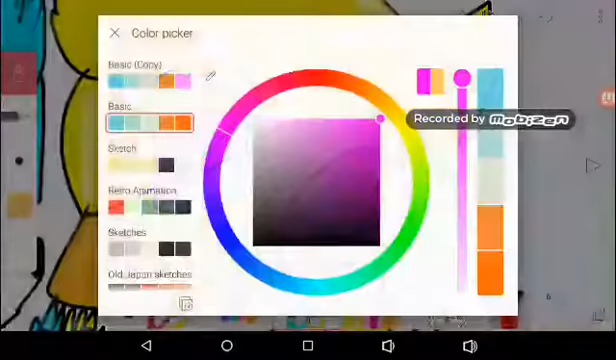 Color picker
Basic (Copy)
Basic
Recorded by mobizen
Sketch
Retro Animation
Sketches
Old Japan sketches